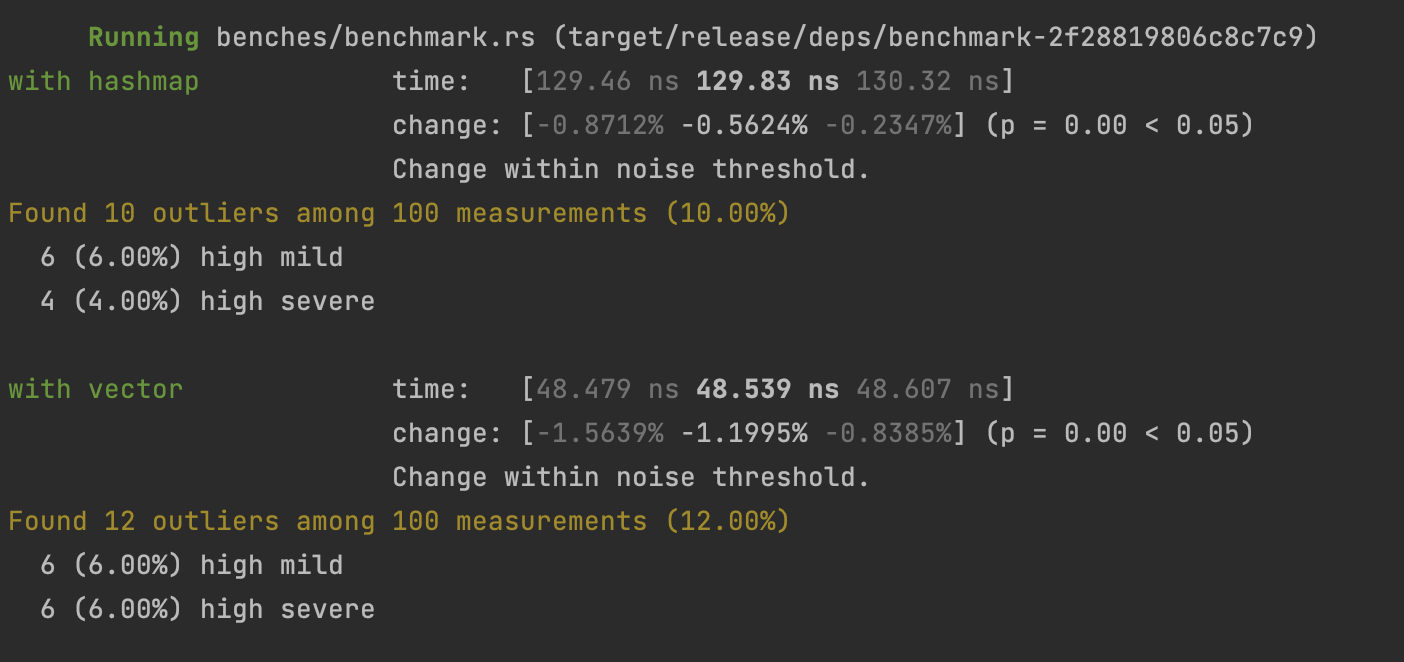 Running benches/benchmark.rs (target/release/deps/benchmark-2f28819806c8c7c9)
with hashmap time: [129.46 ns 129.83 ns 130.32 ns]
change: [-0.8712% -0.5624% -0.2347%] (p = 0.00 < 0.05)
Change within noise threshold.
Found 10 outliers among 100 measurements (10.00%)
6 (6.00%) high mild
4 (4.00%) high severe
with vector time: [48.479 ns 48.539 ns 48.607 ns]
change: [-1.5639% -1.1995% -0.8385%] (p = 0.00 < 0.05)
Change within noise threshold.
Found 12 outliers among 100 measurements (12.00%)
6 (6.00%) high mild
6 (6.00%) high severe